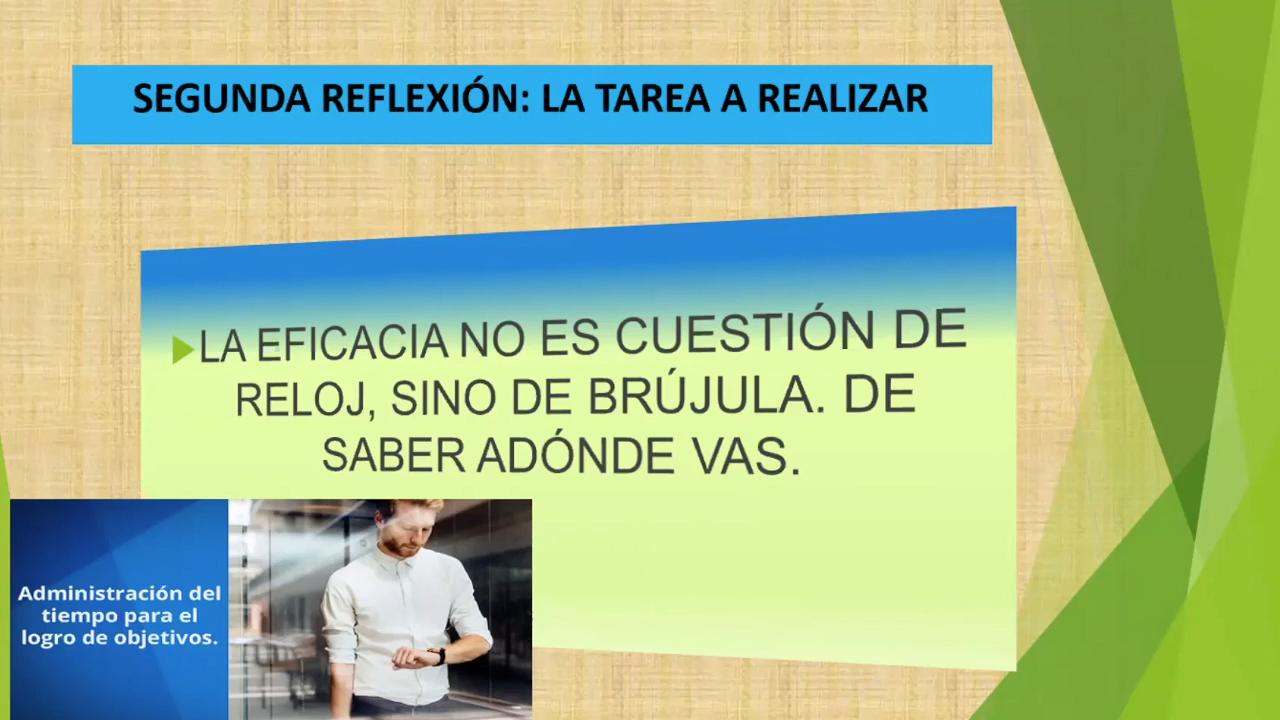 SEGUNDA REFLEXIÓN: LA TAREA A REALIZAR
LA EFICACIA NO ES CUESTIÓN DE
RELOJ, SINO DE BRÚJULA. DE
SABER ADÓNDE VAS.
Administración del
tiempo para el
logro de objetivos.